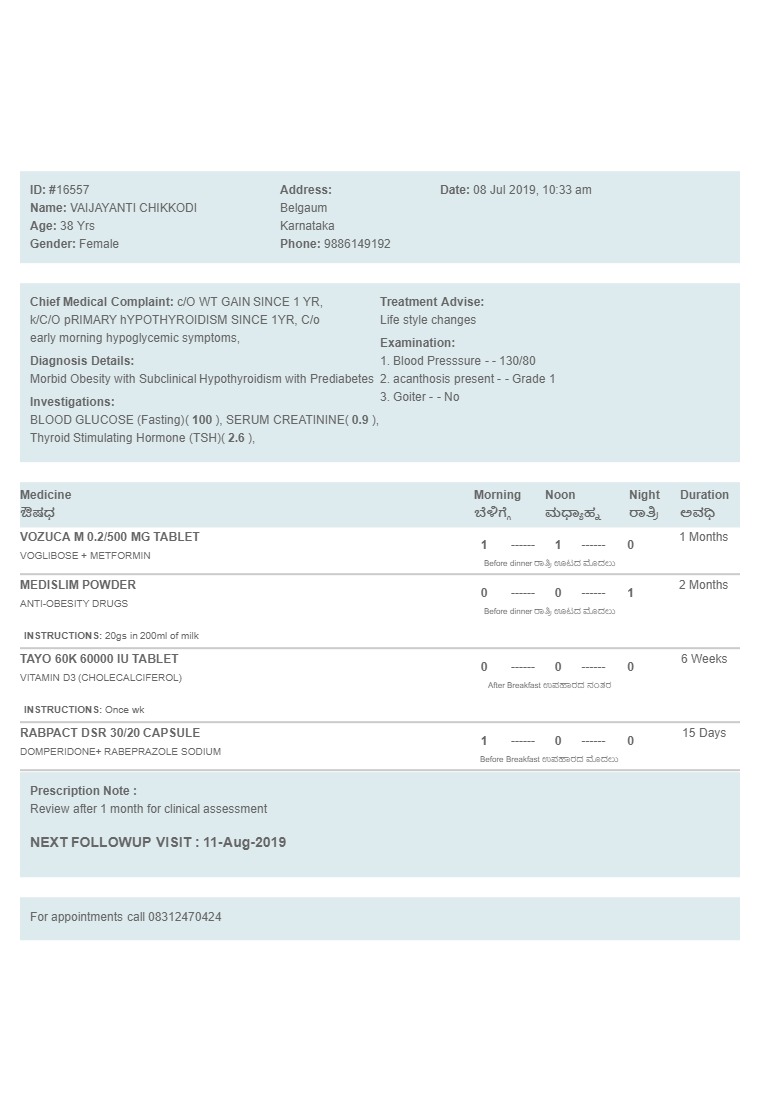 ID: #16557
Name: VAIJAYANTI CHIKKODI
Age: 38 Yrs
Gender: Female
Address:
Belgaum
Karnataka
Phone: 9886149192
Date: 08 Jul 2019, 10:33 am
Chief Medical Complaint: c/O WT GAIN SINCE 1 YR,
k/C/O pRIMARY hYPOTHYROIDISM SINCE 1YR, C/o
early morning hypoglycemic symptoms,
Diagnosis Details:
Morbid Obesity with Subclinical Hypothyroidism with Prediabetes
Investigations:
BLOOD GLUCOSE (Fasting)( 100 ), SERUM CREATININE( 0.9 ),
Thyroid Stimulating Hormone (TSH)( 2.6 ),
Treatment Advise:
Life style changes
Examination:
1. Blood Presssure - - 130/80
2. acanthosis present - - Grade 1
3. Goiter - - No
Medicine Morning Noon Night Duration
ಔಷಧ ಬೆಳಿಗ್ಗೆ ಮಧ್ಯಾಹ್ನ ರಾತ್ರಿ ಅವಧಿ
VOZUCA M 0.2/500 MG TABLET 1 ------ 1 ------ 0 1 Months
VOGLIBOSE + METFORMIN
Before dinner ರಾತ್ರಿ ಊಟದ ಮೊದಲು
MEDISLIM POWDER 0 ------ 0 ------ 1 2 Months
ANTI-OBESITY DRUGS
Before dinner ರಾತ್ರಿ ಊಟದ ಮೊದಲು
INSTRUCTIONS: 20gs in 200ml of milk
TAYO 60K 60000 IU TABLET 0 ------ 0 ------ 0 6 Weeks
VITAMIN D3 (CHOLECALCIFEROL)
After Breakfast ಉಪಹಾರದ ನಂತರ
INSTRUCTIONS: Once wk
RABPACT DSR 30/20 CAPSULE 1 ------ 0 ------ 0 15 Days
DOMPERIDONE+ RABEPRAZOLE SODIUM
Before Breakfast ಉಪಹಾರದ ಮೊದಲು
Prescription Note :
Review after 1 month for clinical assessment
NEXT FOLLOWUP VISIT : 11-Aug-2019
For appointments call 08312470424